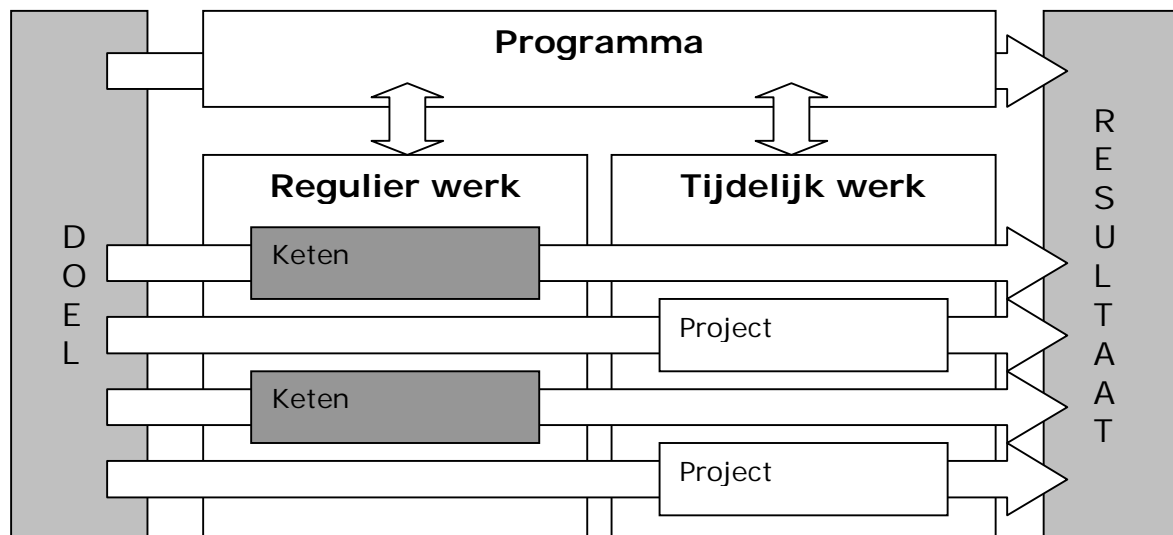 Programma
Regulier werk
Tijdelijk werk
DOEL
Keten
Project
Keten
Project
RESULTAAT